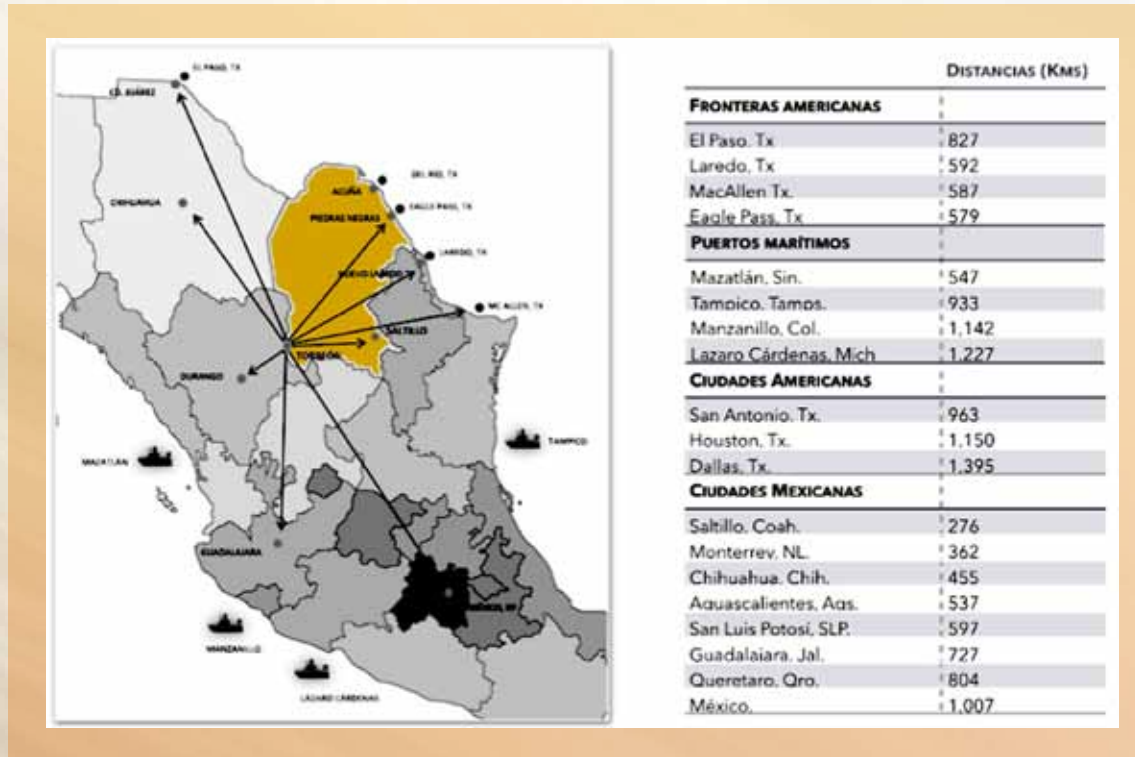 EL PASO, TX
CD. JUÁREZ
DEL RIO, TX
ACUÑA
CHIHUAHUA
EAGLE PASS, TX
PIEDRAS NEGRAS
LAREDO, TX
NUEVO LAREDO
MC ALLEN, TX
SALTILLO
TORREÓN
DURANGO
TAMPICO
MAZATLÁN
GUADALAJARA
MÉXICO, DF
MANZANILLO
LÁZARO CÁRDENAS
DISTANCIAS (KMS)
FRONTERAS AMERICANAS
El Paso, Tx 827
Laredo, Tx 592
MacAllen Tx. 587
Eagle Pass, Tx 579
PUERTOS MARÍTIMOS
Mazatlán, Sin. 547
Tampico, Tamps. 933
Manzanillo, Col. 1,142
Lazaro Cárdenas, Mich 1,227
CIUDADES AMERICANAS
San Antonio, Tx. 963
Houston, Tx. 1,150
Dallas, Tx. 1,395
CIUDADES MEXICANAS
Saltillo, Coah. 276
Monterrey, NL. 362
Chihuahua, Chih. 455
Aguascalientes, Ags. 537
San Luis Potosí, SLP. 597
Guadalajara, Jal. 727
Queretaro, Qro. 804
México, 1,007